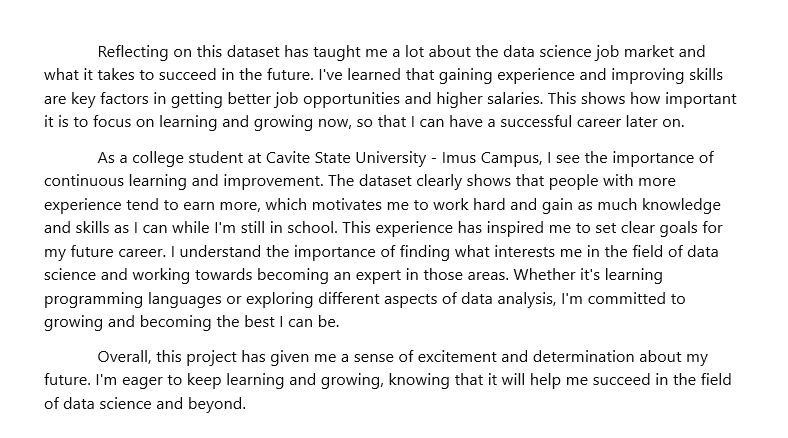 Reflecting on this dataset has taught me a lot about the data science job market and
what it takes to succeed in the future. I've learned that gaining experience and improving skills
are key factors in getting better job opportunities and higher salaries. This shows how important
it is to focus on learning and growing now, so that I can have a successful career later on.
As a college student at Cavite State University - Imus Campus, I see the importance of
continuous learning and improvement. The dataset clearly shows that people with more
experience tend to earn more, which motivates me to work hard and gain as much knowledge
and skills as I can while I'm still in school. This experience has inspired me to set clear goals for
my future career. I understand the importance of finding what interests me in the field of data
science and working towards becoming an expert in those areas. Whether it's learning
programming languages or exploring different aspects of data analysis, I'm committed to
growing and becoming the best I can be.
Overall, this project has given me a sense of excitement and determination about my
future. I'm eager to keep learning and growing, knowing that it will help me succeed in the field
of data science and beyond.